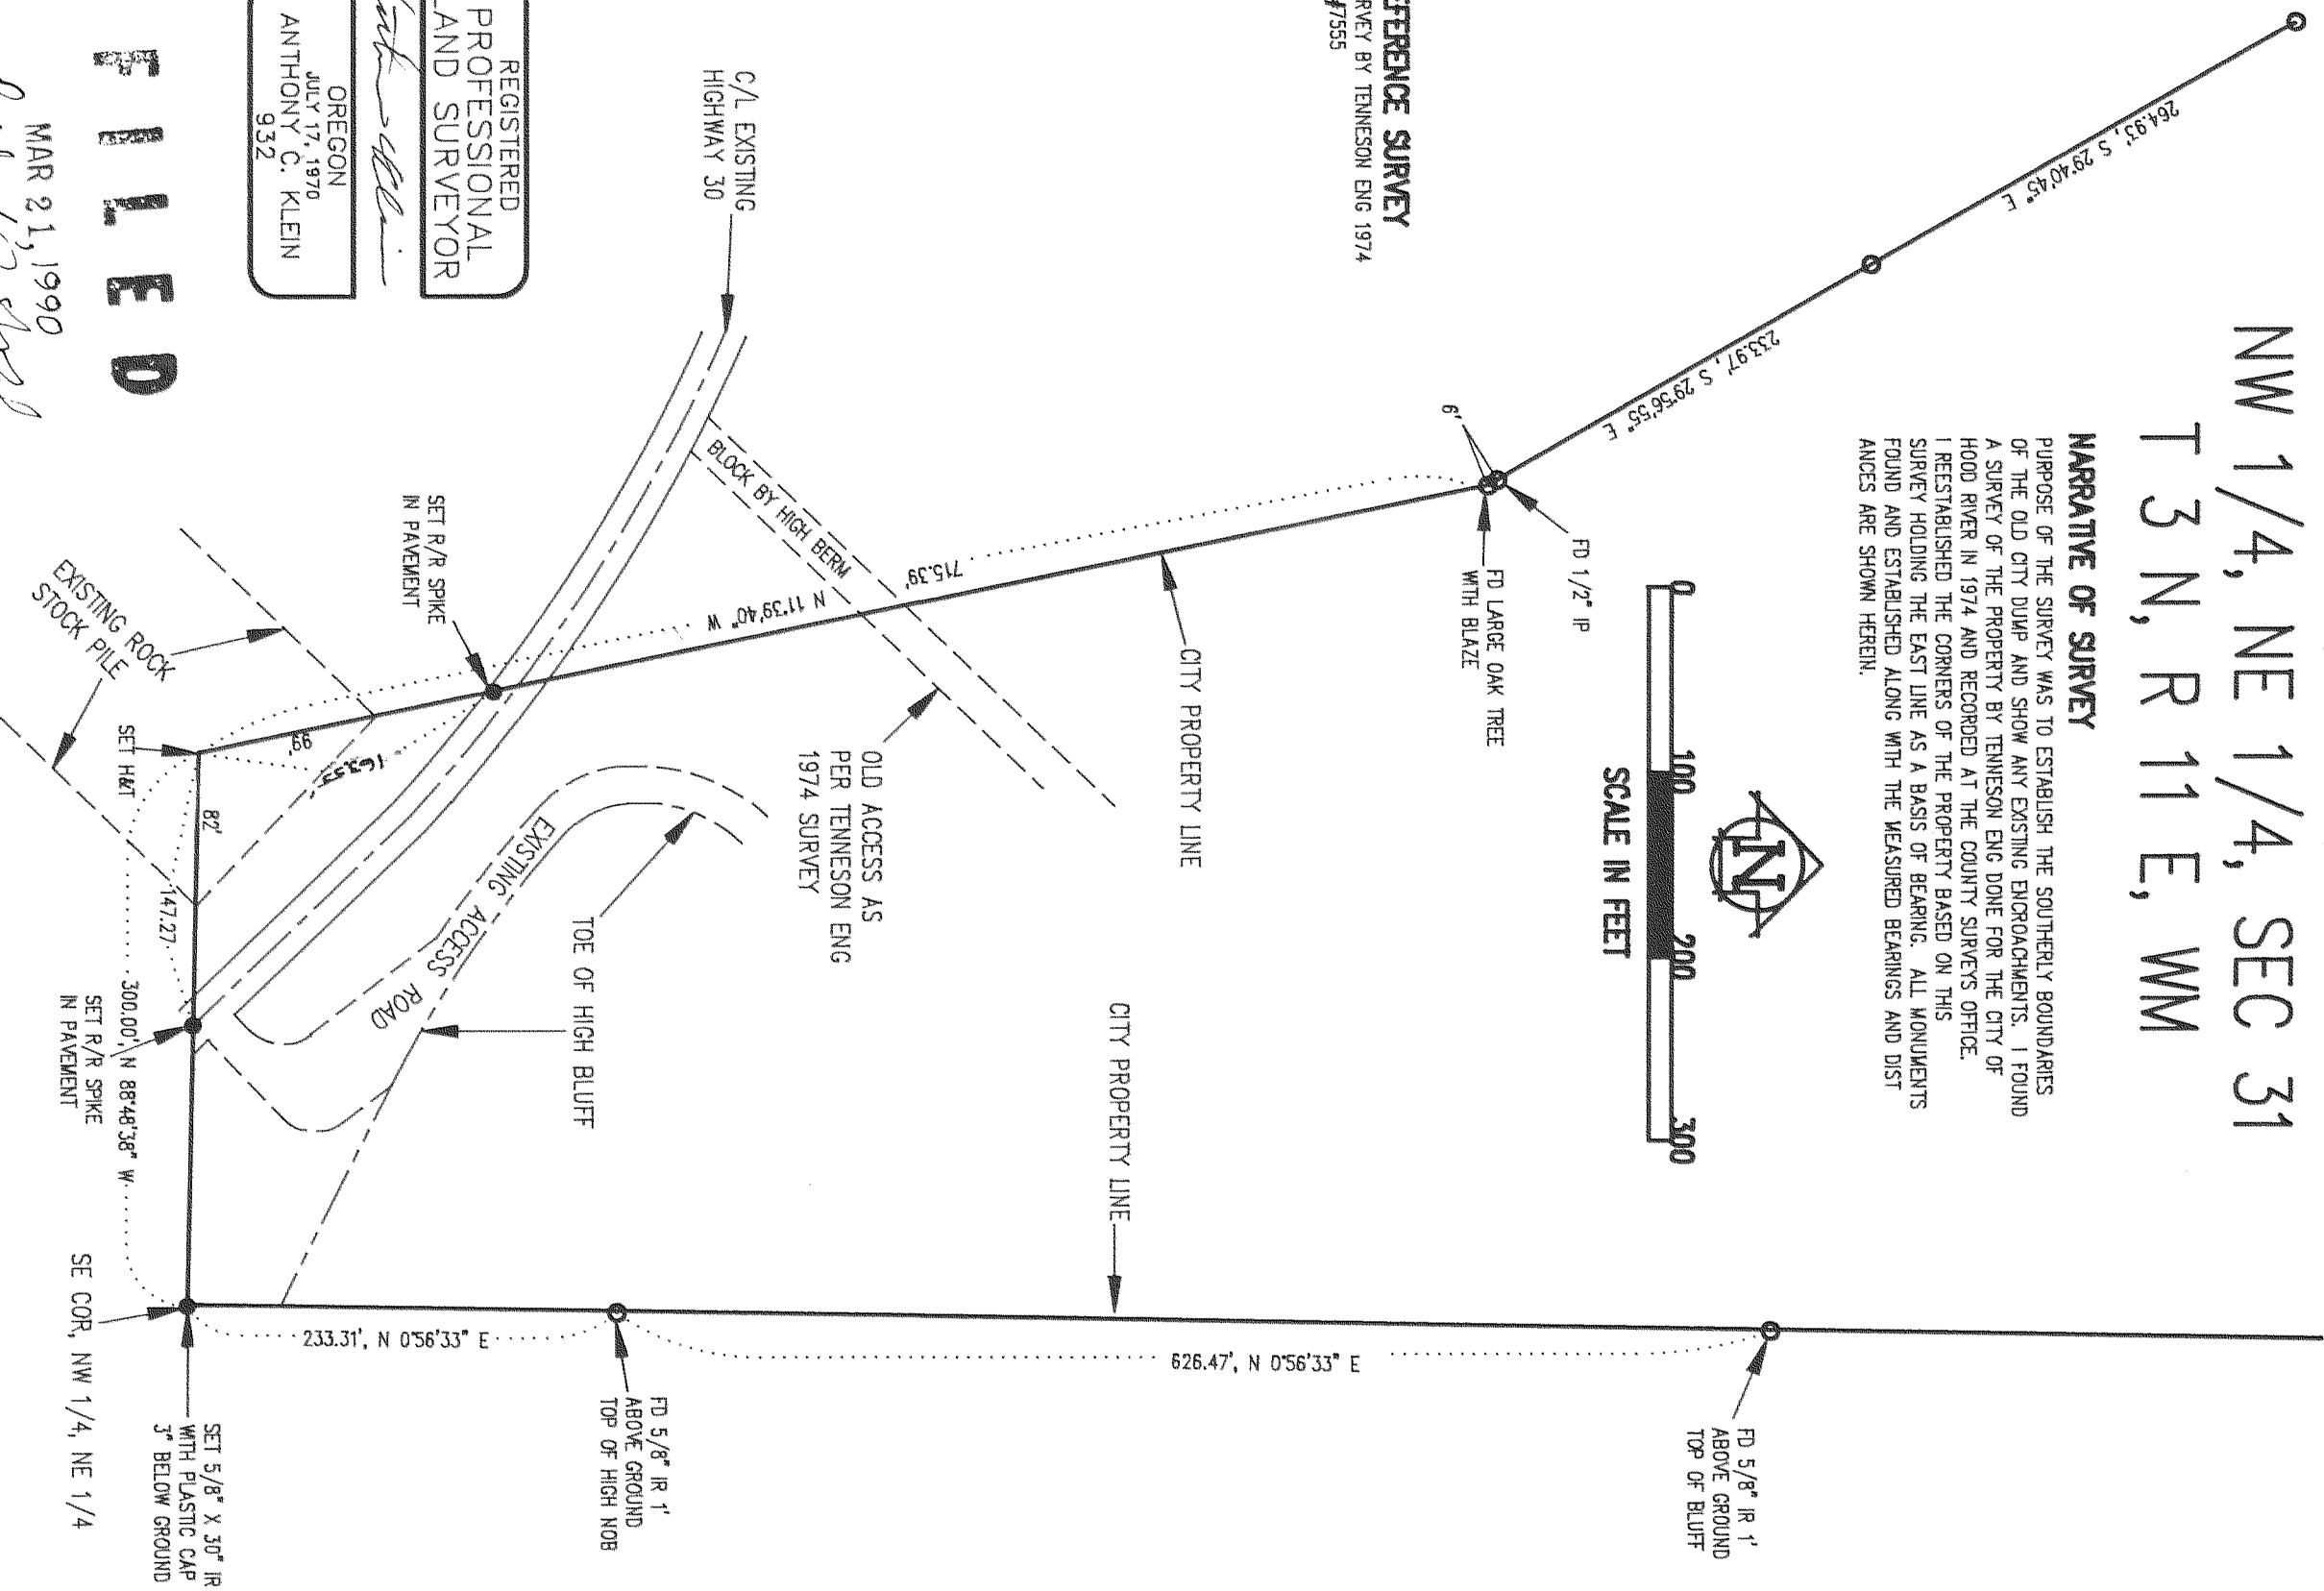 NW 1/4, NE 1/4, SEC 31
T 3 N, R 11 E, WM
NARRATIVE OF SURVEY
PURPOSE OF THE SURVEY WAS TO ESTABLISH THE SOUTHERLY BOUNDARIES
OF THE OLD CITY DUMP AND SHOW ANY EXISTING ENCROACHMENTS. I FOUND
A SURVEY OF THE PROPERTY BY TENNESON ENG DONE FOR THE CITY OF
HOOD RIVER IN 1974 AND RECORDED AT THE COUNTY SURVEYS OFFICE.
I REESTABLISHED THE CORNERS OF THE PROPERTY BASED ON THIS
SURVEY HOLDING THE EAST LINE AS A BASIS OF BEARING. ALL MONUMENTS
FOUND AND ESTABLISHED ALONG WITH THE MEASURED BEARINGS AND DIST
ANCES ARE SHOWN HEREIN.
N
0 100 200 300
SCALE IN FEET
264.93', S 29°40'45" E
233.97', S 29°56'55" E
6'
FD 1/2" IP
FD LARGE OAK TREE
WITH BLAZE
EFERENCE SURVEY
RVEY BY TENNESON ENG 1974
#7555
CITY PROPERTY LINE
715.39'
N 11°39'40" W
BLOCK BY HIGH BERM
OLD ACCESS AS
PER TENNESON ENG
1974 SURVEY
C/L EXISTING
HIGHWAY 30
SET R/R SPIKE
IN PAVEMENT
EXISTING ROCK
STOCK PILE
SET H&T
99'
163.53
82'
147.27
300.00', N 88°48'38" W
SET R/R SPIKE
IN PAVEMENT
EXISTING ACCESS ROAD
TOE OF HIGH BLUFF
CITY PROPERTY LINE
233.31', N 0°56'33" E
626.47', N 0°56'33" E
FD 5/8" IR 1'
ABOVE GROUND
TOP OF BLUFF
FD 5/8" IR 1'
ABOVE GROUND
TOP OF HIGH NOB
SET 5/8" X 30" IR
WITH PLASTIC CAP
3" BELOW GROUND
SE COR, NW 1/4, NE 1/4
REGISTERED
PROFESSIONAL
LAND SURVEYOR
OREGON
JULY 17, 1970
ANTHONY C. KLEIN
932
FILED
MAR 21, 1990